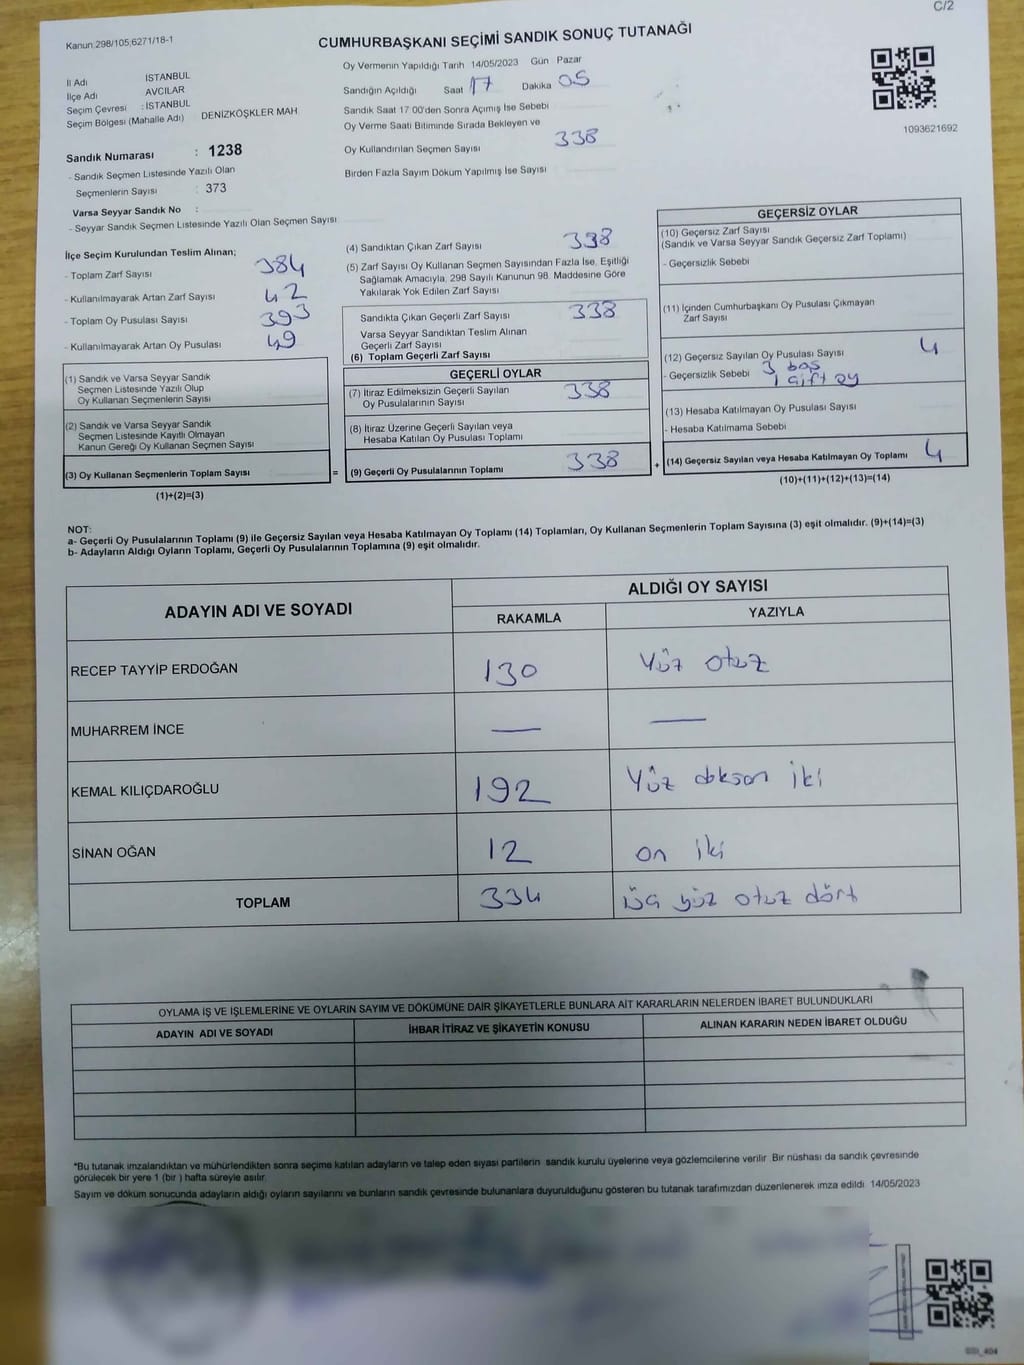 C/2
Kanun 298/105;6271/18-1
CUMHURBAŞKANI SEÇİMİ SANDIK SONUÇ TUTANAĞI
İl Adı İSTANBUL
İlçe Adı AVCILAR
Seçim Çevresi : İSTANBUL
Seçim Bölgesi (Mahalle Adı) DENİZKÖŞKLER MAH
Sandık Numarası : 1238
- Sandık Seçmen Listesinde Yazılı Olan
Seçmenlerin Sayısı : 373
Varsa Seyyar Sandık No :
- Seyyar Sandık Seçmen Listesinde Yazılı Olan Seçmen Sayısı
Oy Vermenin Yapıldığı Tarih 14/05/2023 Gün Pazar
Sandığın Açıldığı Saat 17 Dakika 05
Sandık Saat 17 00'den Sonra Açımış İse Sebebi
Oy Verme Saati Bitiminde Sırada Bekleyen ve
Oy Kullandırılan Seçmen Sayısı 338
Birden Fazla Sayım Döküm Yapılmış İse Sayısı
1093621692
İlçe Seçim Kurulundan Teslim Alınan;
- Toplam Zarf Sayısı 384
- Kullanılmayarak Artan Zarf Sayısı 42
- Toplam Oy Pusulası Sayısı 393
- Kullanılmayarak Artan Oy Pusulası 49
(1) Sandık ve Varsa Seyyar Sandık
Seçmen Listesinde Yazılı Olup
Oy Kullanan Seçmenlerin Sayısı
(2) Sandık ve Varsa Seyyar Sandık
Seçmen Listesinde Kayıtlı Olmayan
Kanun Gereği Oy Kullanan Seçmen Sayısı
(3) Oy Kullanan Seçmenlerin Toplam Sayısı
(1)+(2)=(3)
=
(4) Sandıktan Çıkan Zarf Sayısı 338
(5) Zarf Sayısı Oy Kullanan Seçmen Sayısından Fazla İse, Eşitliği
Sağlamak Amacıyla, 298 Sayılı Kanunun 98. Maddesine Göre
Yakılarak Yok Edilen Zarf Sayısı
Sandıkta Çıkan Geçerli Zarf Sayısı 338
Varsa Seyyar Sandıktan Teslim Alınan
Geçerli Zarf Sayısı
(6) Toplam Geçerli Zarf Sayısı
GEÇERLİ OYLAR
(7) İtiraz Edilmeksizin Geçerli Sayılan
Oy Pusulalarının Sayısı 338
(8) İtiraz Üzerine Geçerli Sayılan veya
Hesaba Katılan Oy Pusulası Toplamı
(9) Geçerli Oy Pusulalarının Toplamı 338
+
GEÇERSİZ OYLAR
(10) Geçersiz Zarf Sayısı
(Sandık ve Varsa Seyyar Sandık Geçersiz Zarf Toplamı)
- Geçersizlik Sebebi
(11) İçinden Cumhurbaşkanı Oy Pusulası Çıkmayan
Zarf Sayısı
(12) Geçersiz Sayılan Oy Pusulası Sayısı 4
- Geçersizlik Sebebi 3 boş
1 Çift oy
(13) Hesaba Katılmayan Oy Pusulası Sayısı
- Hesaba Katılmama Sebebi
(14) Geçersiz Sayılan veya Hesaba Katılmayan Oy Toplamı 4
(10)+(11)+(12)+(13)=(14)
NOT:
a- Geçerli Oy Pusulalarının Toplamı (9) ile Geçersiz Sayılan veya Hesaba Katılmayan Oy Toplamı (14) Toplamları, Oy Kullanan Seçmenlerin Toplam Sayısına (3) eşit olmalıdır. (9)+(14)=(3)
b- Adayların Aldığı Oyların Toplamı, Geçerli Oy Pusulalarının Toplamına (9) eşit olmalıdır.
ADAYIN ADI VE SOYADI ALDIĞI OY SAYISI
RAKAMLA YAZIYLA
RECEP TAYYİP ERDOĞAN 130 Yüz otuz
MUHARREM İNCE — —
KEMAL KILIÇDAROĞLU 192 Yüz doksan iki
SİNAN OĞAN 12 on iki
TOPLAM 334 üç yüz otuz dört
OYLAMA İŞ VE İŞLEMLERİNE VE OYLARIN SAYIM VE DÖKÜMÜNE DAİR ŞİKAYETLERLE BUNLARA AİT KARARLARIN NELERDEN İBARET BULUNDUKLARI
ADAYIN ADI VE SOYADI İHBAR İTİRAZ VE ŞİKAYETİN KONUSU ALINAN KARARIN NEDEN İBARET OLDUĞU
*Bu tutanak imzalandıktan ve mühürlendikten sonra seçime katılan adayların ve talep eden siyasi partilerin sandık kurulu üyelerine veya gözlemcilerine verilir Bir nüshası da sandık çevresinde
görülecek bir yere 1 (bir ) hafta süreyle asılır.
Sayım ve döküm sonucunda adayların aldığı oyların sayılarını ve bunların sandık çevresinde bulunanlara duyurulduğunu gösteren bu tutanak tarafımızdan düzenlenerek imza edildi 14/05/2023